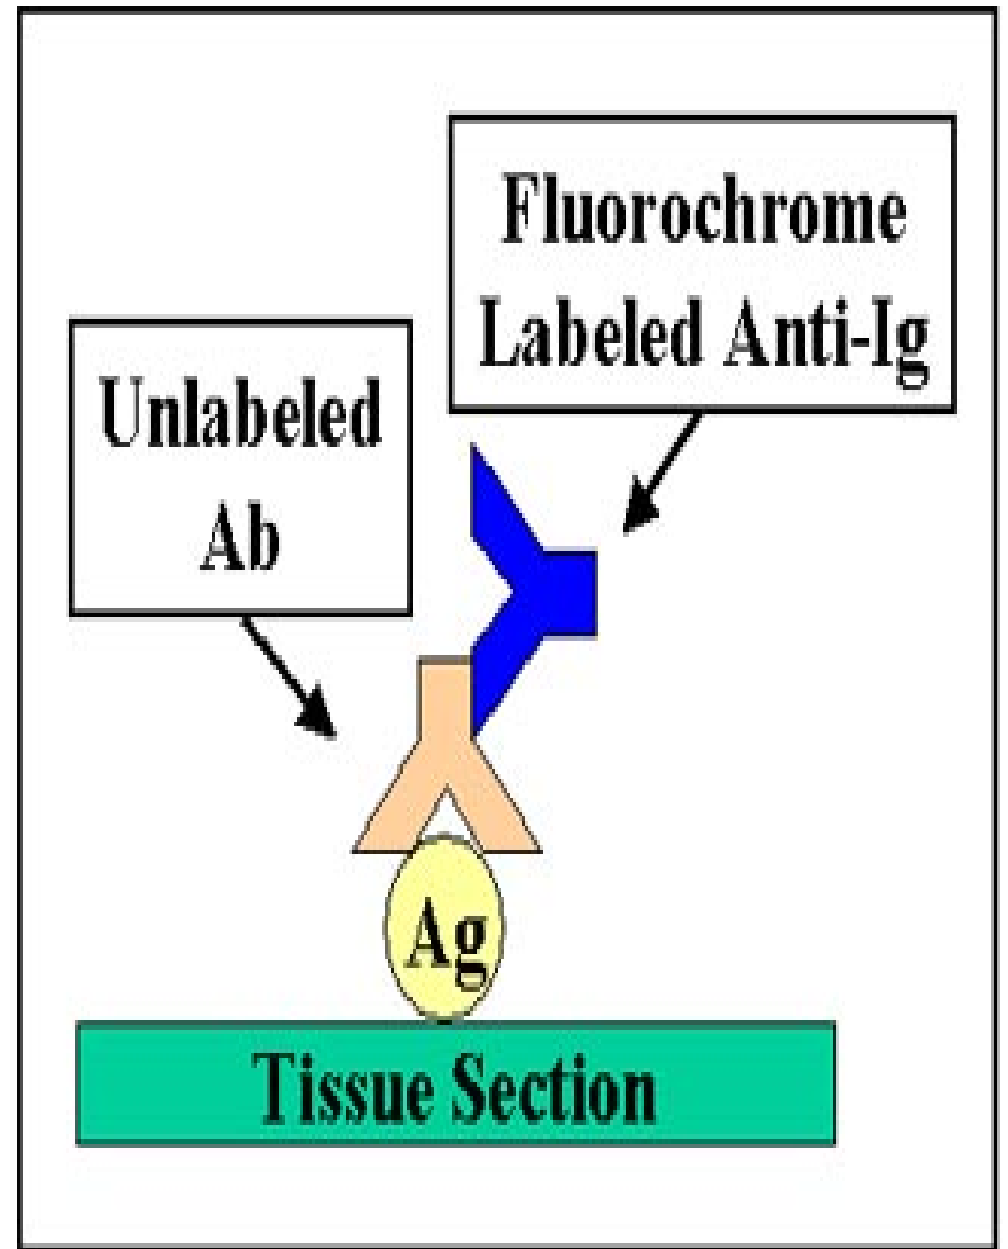 Fluorochrome
Labeled Anti-Ig
Unlabeled
Ab
Ag
Tissue Section